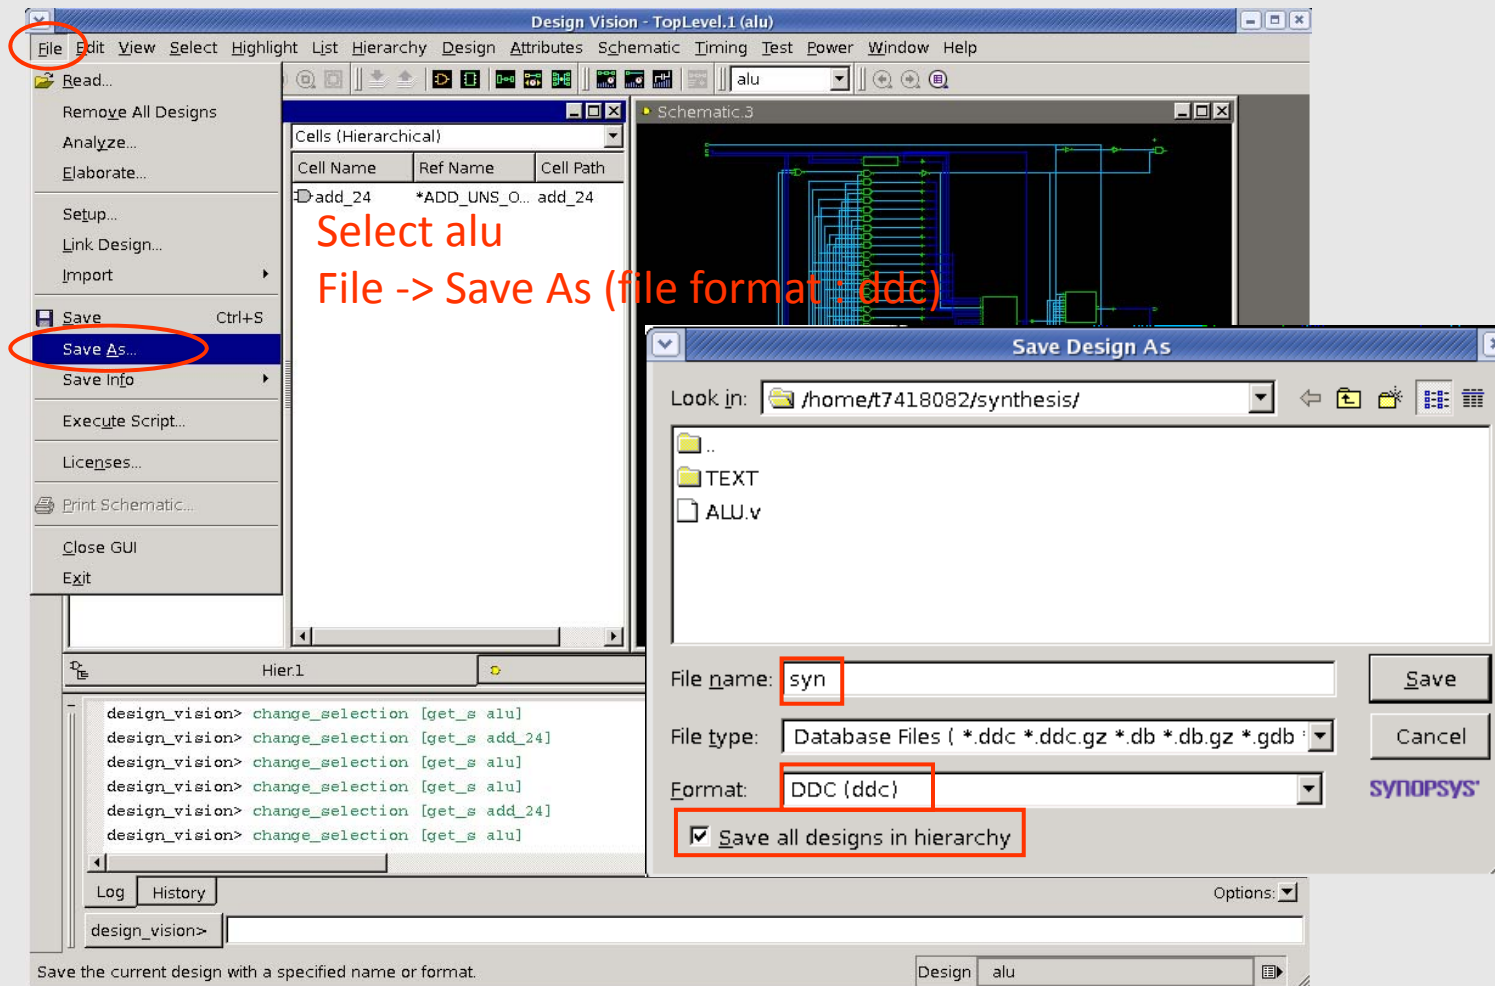 Design Vision - TopLevel.1 (alu)
File Edit View Select Highlight List Hierarchy Design Attributes Schematic Timing Test Power Window Help
Read...
alu
Remove All Designs
Schematic.3
Analyze...
Cells (Hierarchical)
Elaborate...
Cell Name Ref Name Cell Path
add_24 *ADD_UNS_O... add_24
Setup...
Select alu
Link Design...
Import
File -> Save As (file format : ddc)
Save Ctrl+S
Save As...
Save Info
Execute Script...
Licenses...
Print Schematic...
Close GUI
Exit
Save Design As
Look in: /home/t7418082/synthesis/
..
TEXT
ALU.v
File name: syn
Save
File type: Database Files ( *.ddc *.ddc.gz *.db *.db.gz *.gdb
Cancel
Format: DDC (ddc)
SYNOPSYS
Save all designs in hierarchy
Hier.1
design_vision> change_selection [get_s alu]
design_vision> change_selection [get_s add_24]
design_vision> change_selection [get_s alu]
design_vision> change_selection [get_s alu]
design_vision> change_selection [get_s add_24]
design_vision> change_selection [get_s alu]
Log History
Options:
design_vision>
Save the current design with a specified name or format.
Design alu